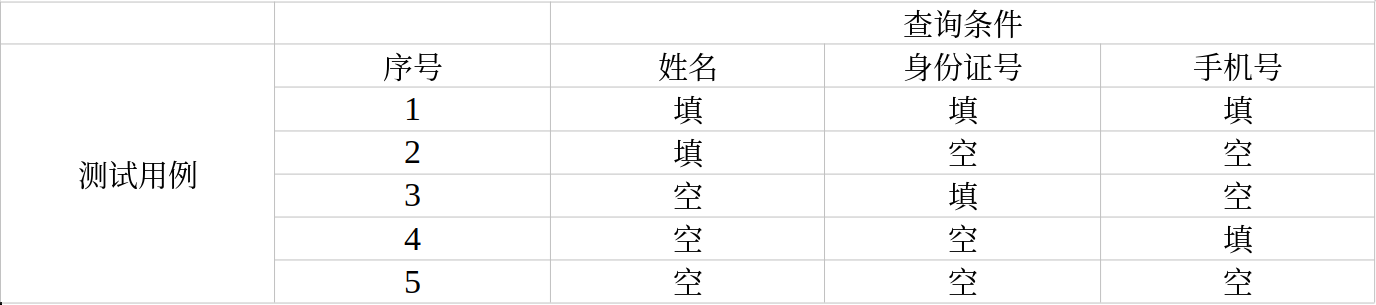 查询条件
序号 姓名 身份证号 手机号
1 填 填 填
2 填 空 空
测试用例
3 空 填 空
4 空 空 填
5 空 空 空